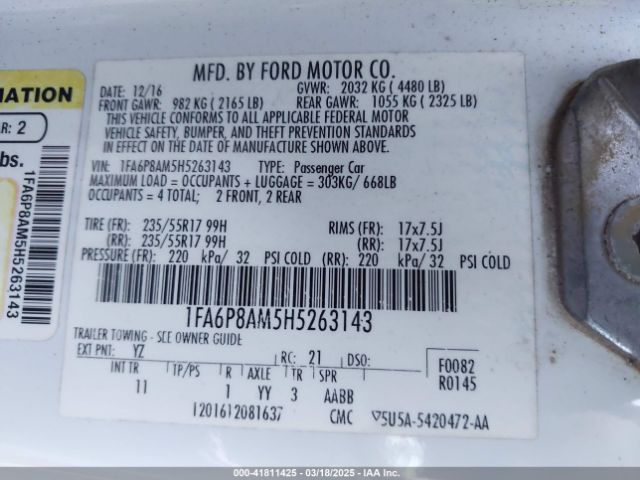 MATION
AR: 2
bs.
1FA6P8AM5H5263143
MFD. BY FORD MOTOR CO.
DATE: 12/16 GVWR: 2032 KG ( 4480 LB)
FRONT GAWR: 982 KG ( 2165 LB) REAR GAWR: 1055 KG ( 2325 LB)
THIS VEHICLE CONFORMS TO ALL APPLICABLE FEDERAL MOTOR
VEHICLE SAFETY, BUMPER, AND THEFT PREVENTION STANDARDS
IN EFFECT ON THE DATE OF MANUFACTURE SHOWN ABOVE.
VIN: 1FA6P8AM5H5263143 TYPE: Passenger Car
MAXIMUM LOAD = OCCUPANTS + LUGGAGE = 303KG/ 668LB
OCCUPANTS = 4 TOTAL; 2 FRONT, 2 REAR
TIRE (FR): 235/55R17 99H RIMS (FR): 17x7.5J
(RR): 235/55R17 99H (RR): 17x7.5J
PRESSURE (FR): 220 kPa/ 32 PSI COLD (RR): 220 kPa/ 32 PSI COLD
1FA6P8AM5H5263143
TRAILER TOWING - SEE OWNER GUIDE
EXT PNT: YZ RC: 21 DSO: F0082
INT TR TP/PS R AXLE TR SPR R0145
11 1 YY 3 AABB
1201612081637 CMC 5U5A-5420472-AA
000-41811425 - 03/18/2025 - IAA, Inc.